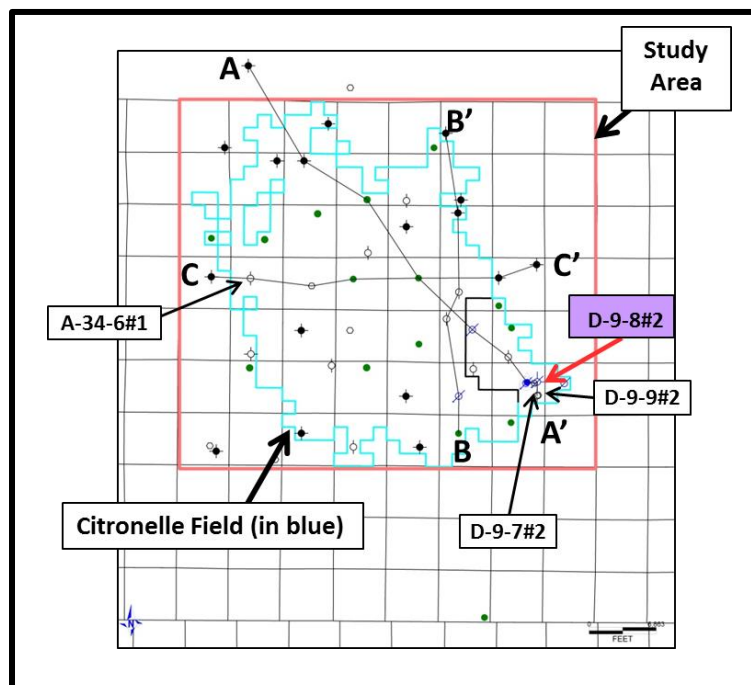 Study
Area
A
B’
C
C’
A-34-6#1
D-9-8#2
D-9-9#2
A’
B
D-9-7#2
Citronelle Field (in blue)
N
0
FEET